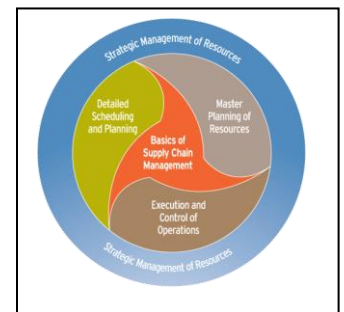 Strategic Management of Resources
Detailed
Scheduling
and Planning
Master
Planning of
Resources
Basics of
Supply Chain
Management
Execution and
Control of
Operations
Strategic Management of Resources